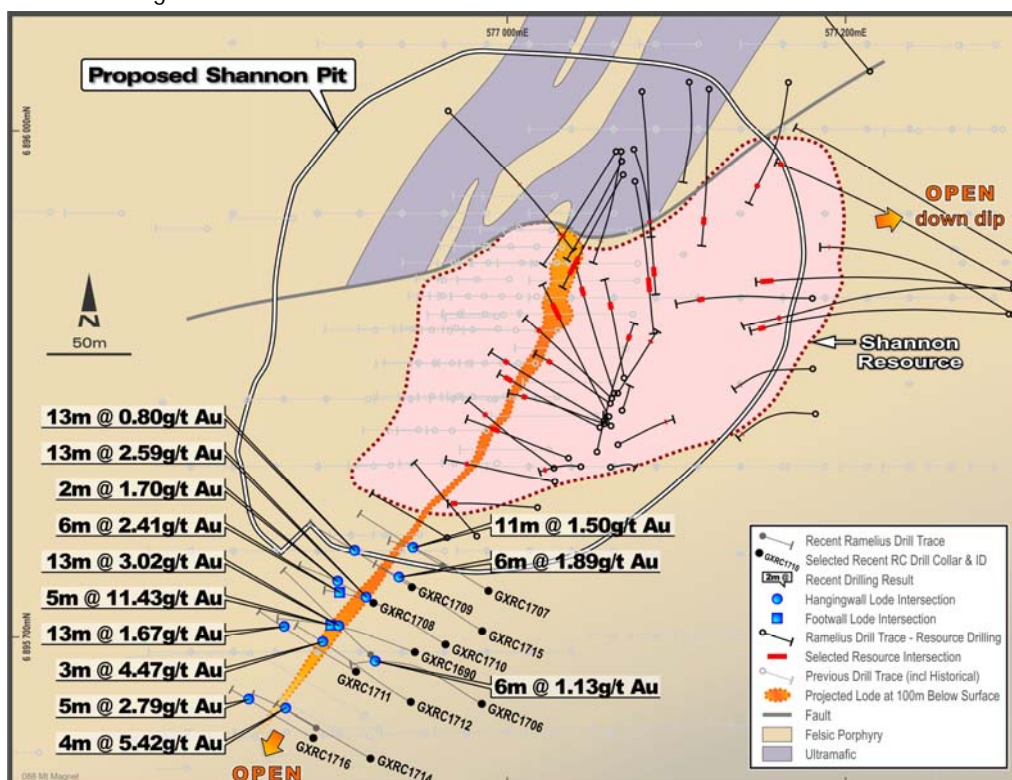 577 000mE
577 200mE
Proposed Shannon Pit
6 896 000mN
OPEN
down dip
N
50m
Shannon
Resource
13m @ 0.80g/t Au
13m @ 2.59g/t Au
2m @ 1.70g/t Au
6m @ 2.41g/t Au
13m @ 3.02g/t Au
5m @ 11.43g/t Au
13m @ 1.67g/t Au
3m @ 4.47g/t Au
5m @ 2.79g/t Au
4m @ 5.42g/t Au
11m @ 1.50g/t Au
6m @ 1.89g/t Au
6m @ 1.13g/t Au
6 895 700mN
GXRC1709
GXRC1707
GXRC1708
GXRC1715
GXRC1710
GXRC1690
GXRC1711
GXRC1706
GXRC1712
GXRC1716
GXRC1714
OPEN
Recent Ramelius Drill Trace
GXRC1710
Selected Recent RC Drill Collar & ID
2m @
Recent Drilling Result
Hangingwall Lode Intersection
Footwall Lode Intersection
Ramelius Drill Trace - Resource Drilling
Selected Resource Intersection
Previous Drill Trace (incl Historical)
Projected Lode at 100m Below Surface
Fault
Felsic Porphyry
Ultramafic
088 Mt Magnet